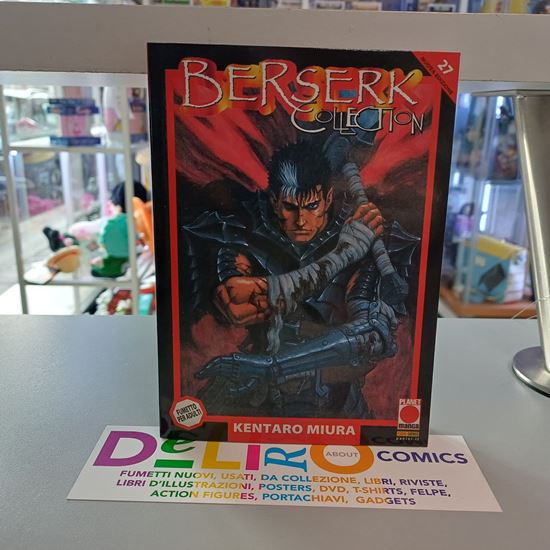 27
BERSERK
COLLECTION
FUMETTO
PER ADULTI
KENTARO MIURA
PLANET
manga
DELIRO ABOUT COMICS
FUMETTI NUOVI, USATI, DA COLLEZIONE, LIBRI, RIVISTE,
LIBRI D'ILLUSTRAZIONI, POSTERS, DVD, T-SHIRTS, FELPE,
ACTION FIGURES, PORTACHIAVI, GADGETS